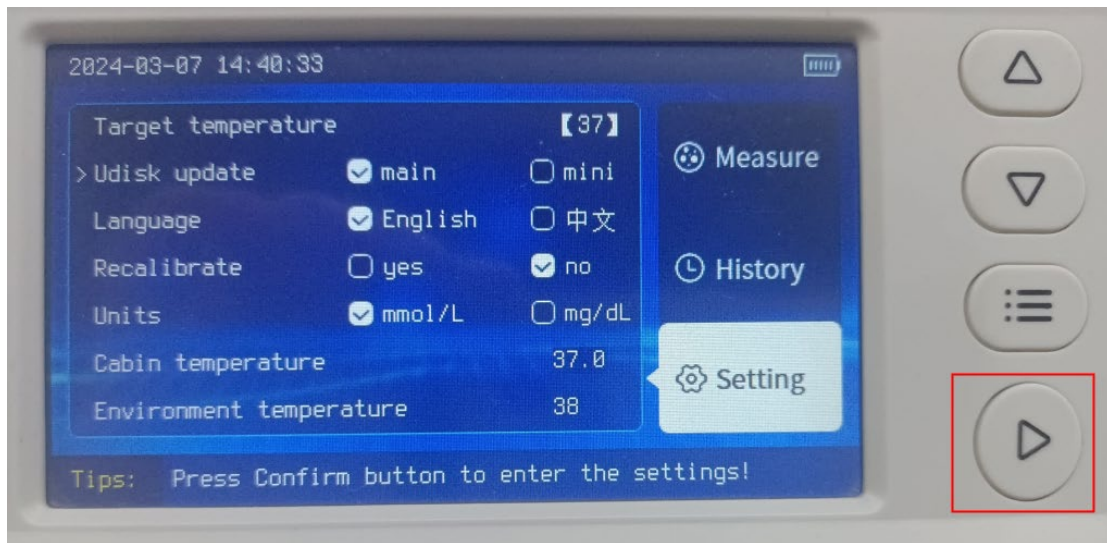 2024-03-07 14:40:33
Target temperature 【37】
>Udisk update main mini
Language English 中文
Recalibrate yes no
Units mmol/L mg/dL
Cabin temperature 37.0
Environment temperature 38
Measure
History
Setting
Tips: Press Confirm button to enter the settings!